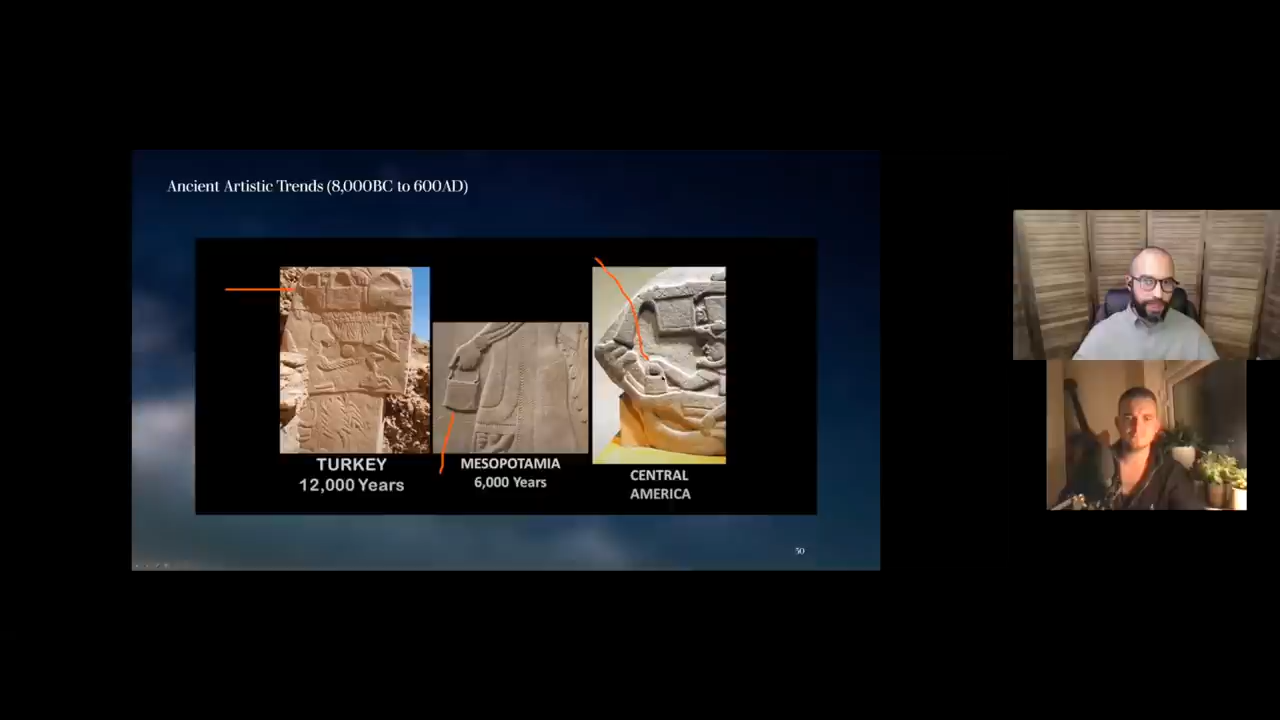 Ancient Artistic Trends (8,000BC to 600AD)
TURKEY
12,000 Years
MESOPOTAMIA
6,000 Years
CENTRAL
AMERICA
50